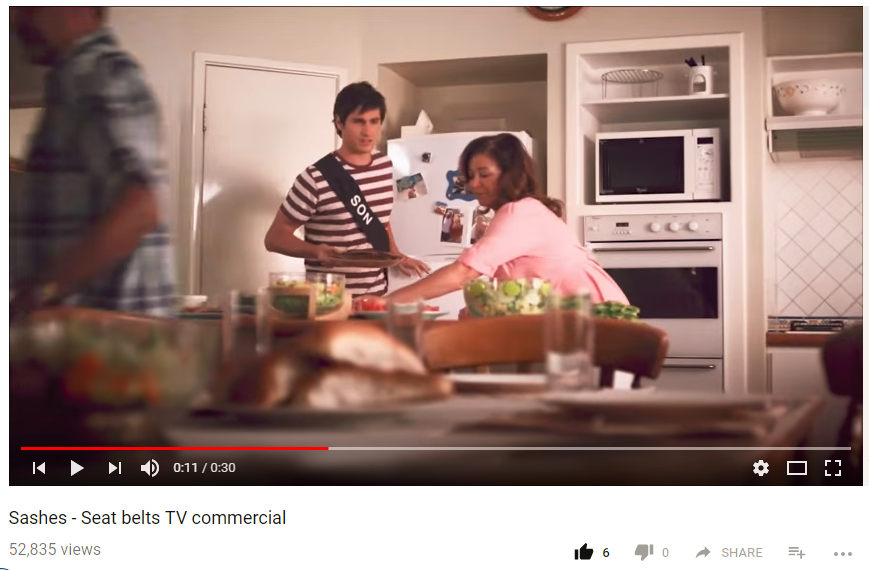 SON
0:11 / 0:30
Sashes - Seat belts TV commercial
52,835 views
6 0 SHARE